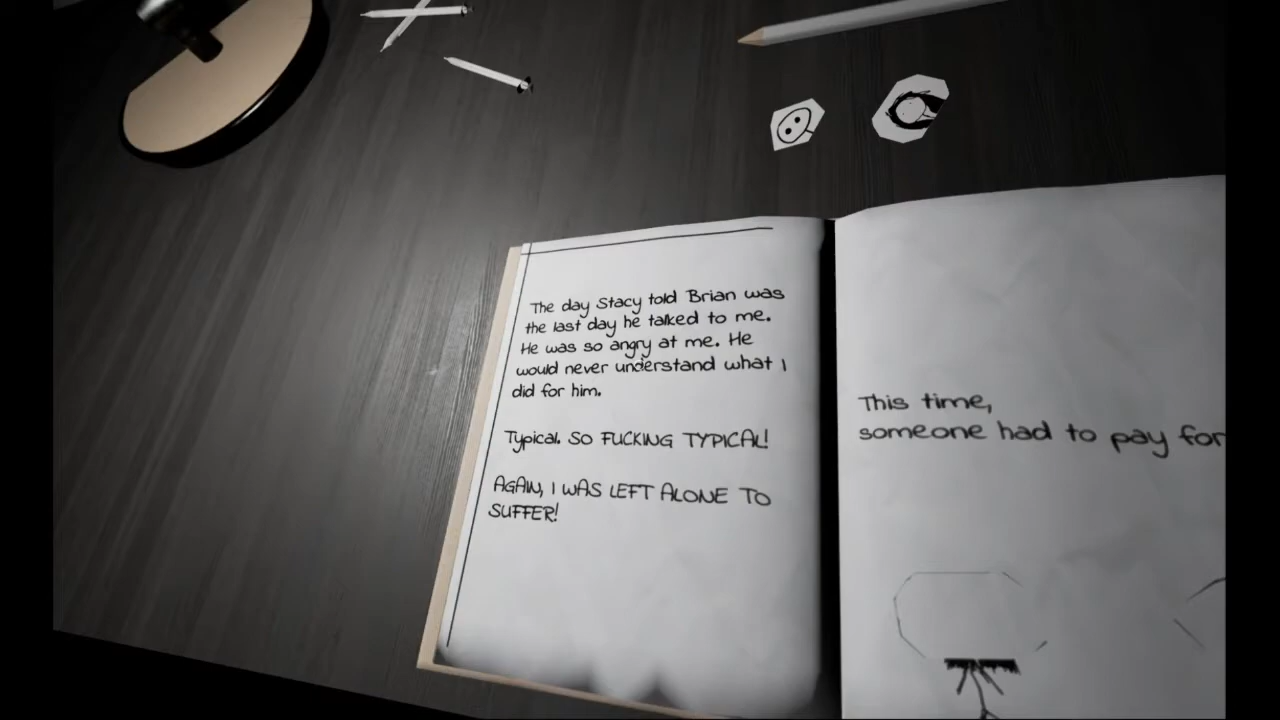 The day Stacy told Brian was
the last day he talked to me.
He was so angry at me. He
would never understand what I
did for him.
Typical. SO FUCKING TYPICAL!
AGAIN, I WAS LEFT ALONE TO
SUFFER!
This time,
someone had to pay for